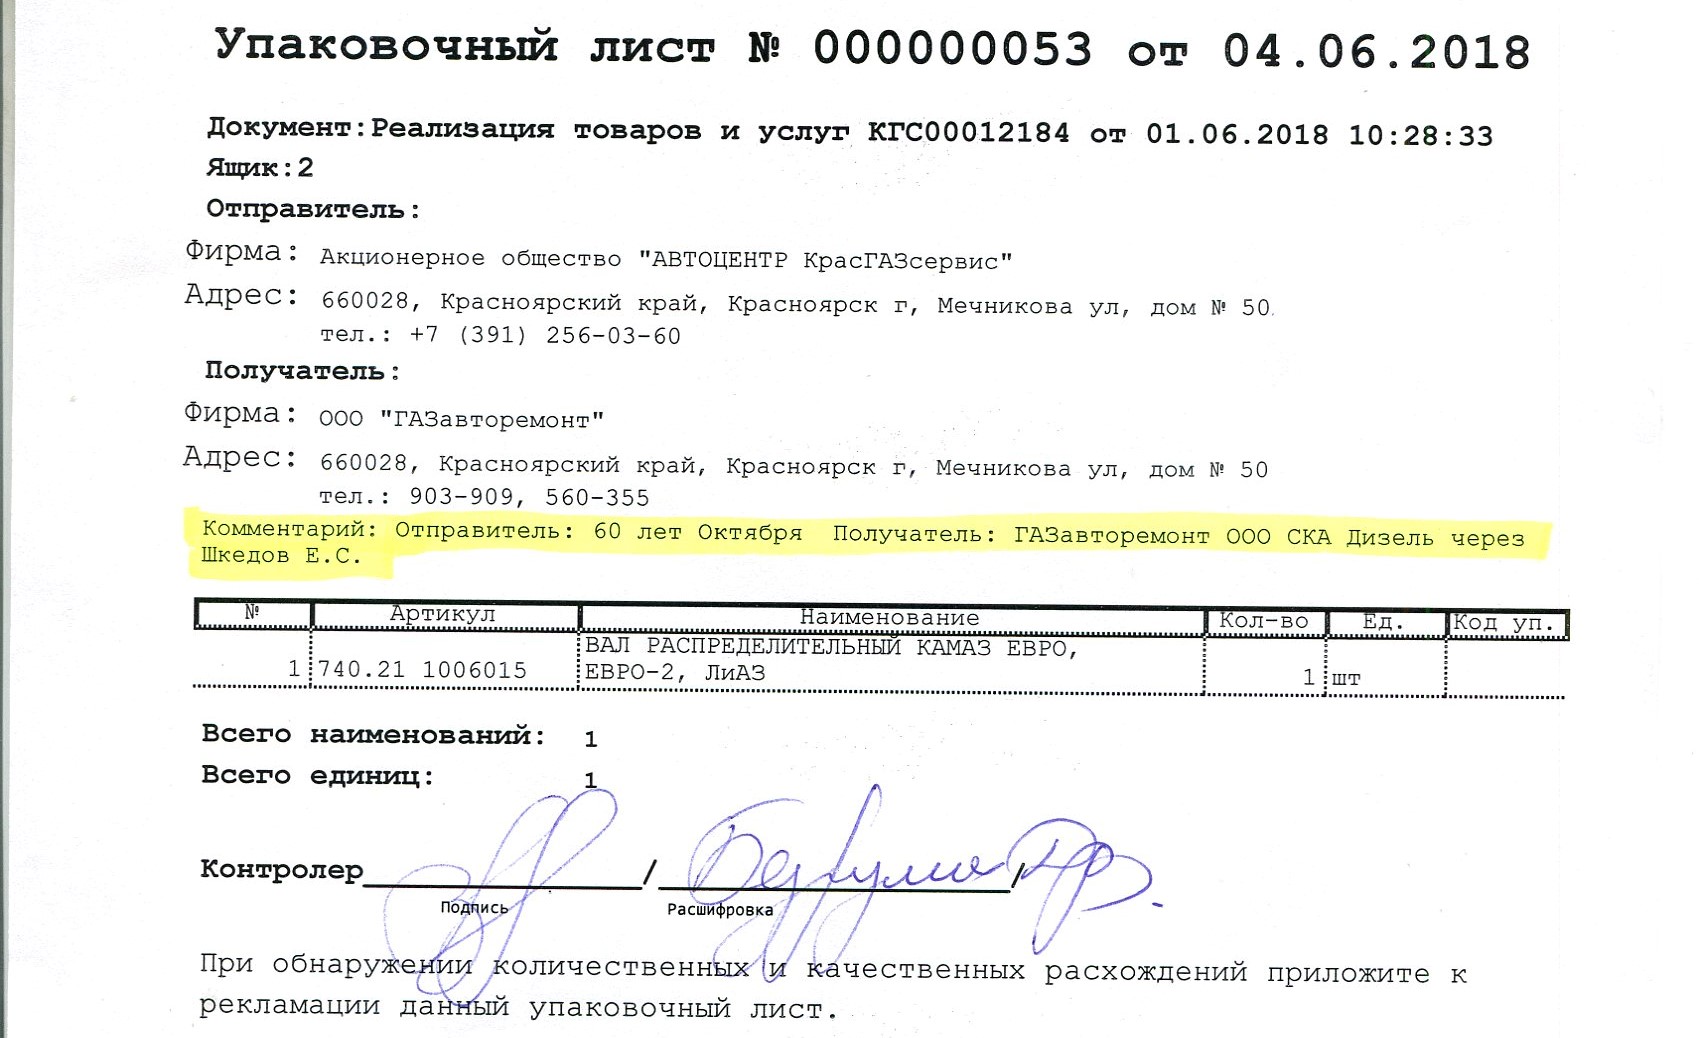 Упаковочный лист № 000000053 от 04.06.2018
Документ:Реализация товаров и услуг КГС00012184 от 01.06.2018 10:28:33
Ящик:2
Отправитель:
Фирма: Акционерное общество "АВТОЦЕНТР КрасГАЗсервис"
Адрес: 660028, Красноярский край, Красноярск г, Мечникова ул, дом № 50
тел.: +7 (391) 256-03-60
Получатель:
Фирма: ООО "ГАЗавторемонт"
Адрес: 660028, Красноярский край, Красноярск г, Мечникова ул, дом № 50
тел.: 903-909, 560-355
Комментарий: Отправитель: 60 лет Октября Получатель: ГАЗавторемонт ООО СКА Дизель через
Шкедов Е.С.
№ Артикул Наименование Кол-во Ед. Код уп.
ВАЛ РАСПРЕДЕЛИТЕЛЬНЫЙ КАМАЗ ЕВРО,
1 740.21 1006015 ЕВРО-2, ЛиАЗ 1 шт
Всего наименований: 1
Всего единиц: 1
Контролер / /
Подпись Расшифровка
При обнаружении количественных и качественных расхождений приложите к
рекламации данный упаковочный лист.